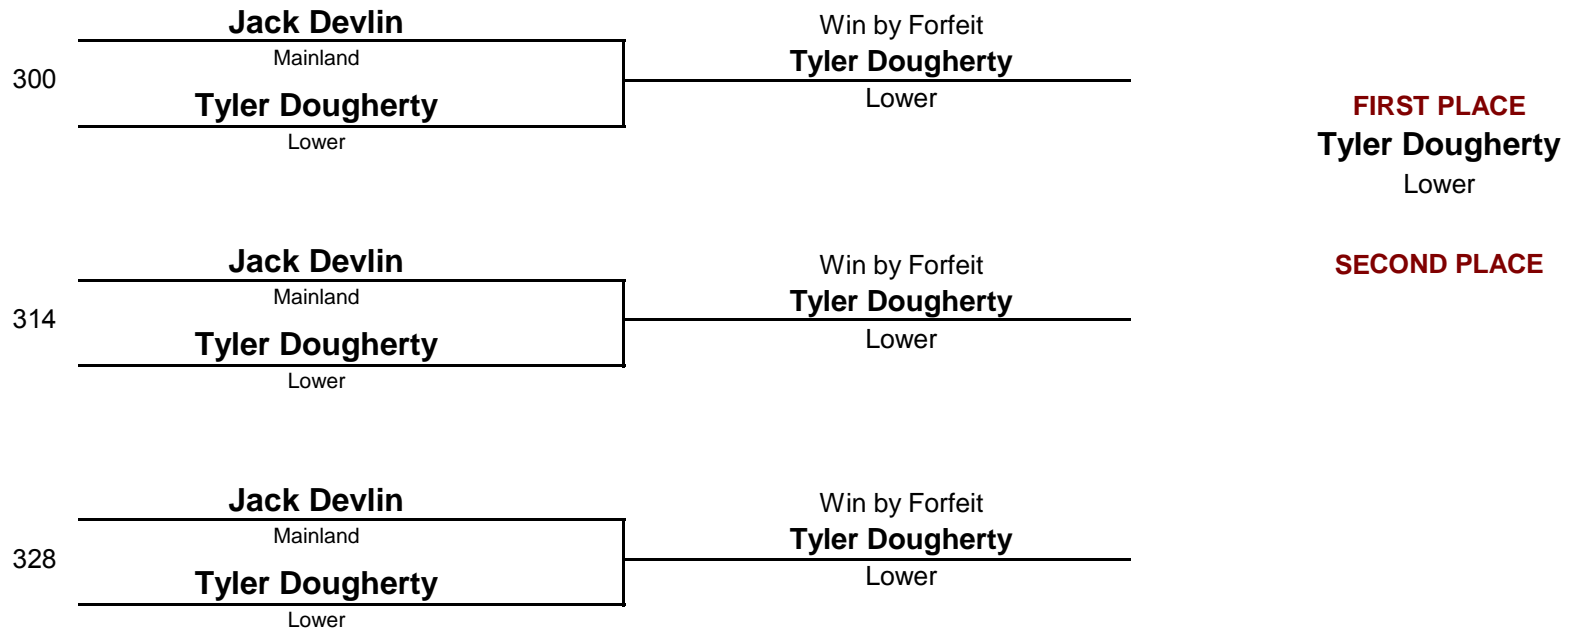 Jack Devlin
Mainland
300
Tyler Dougherty
Lower
Win by Forfeit
Tyler Dougherty
Lower
FIRST PLACE
Tyler Dougherty
Lower
Jack Devlin
Mainland
314
Tyler Dougherty
Lower
Win by Forfeit
Tyler Dougherty
Lower
SECOND PLACE
Jack Devlin
Mainland
328
Tyler Dougherty
Lower
Win by Forfeit
Tyler Dougherty
Lower